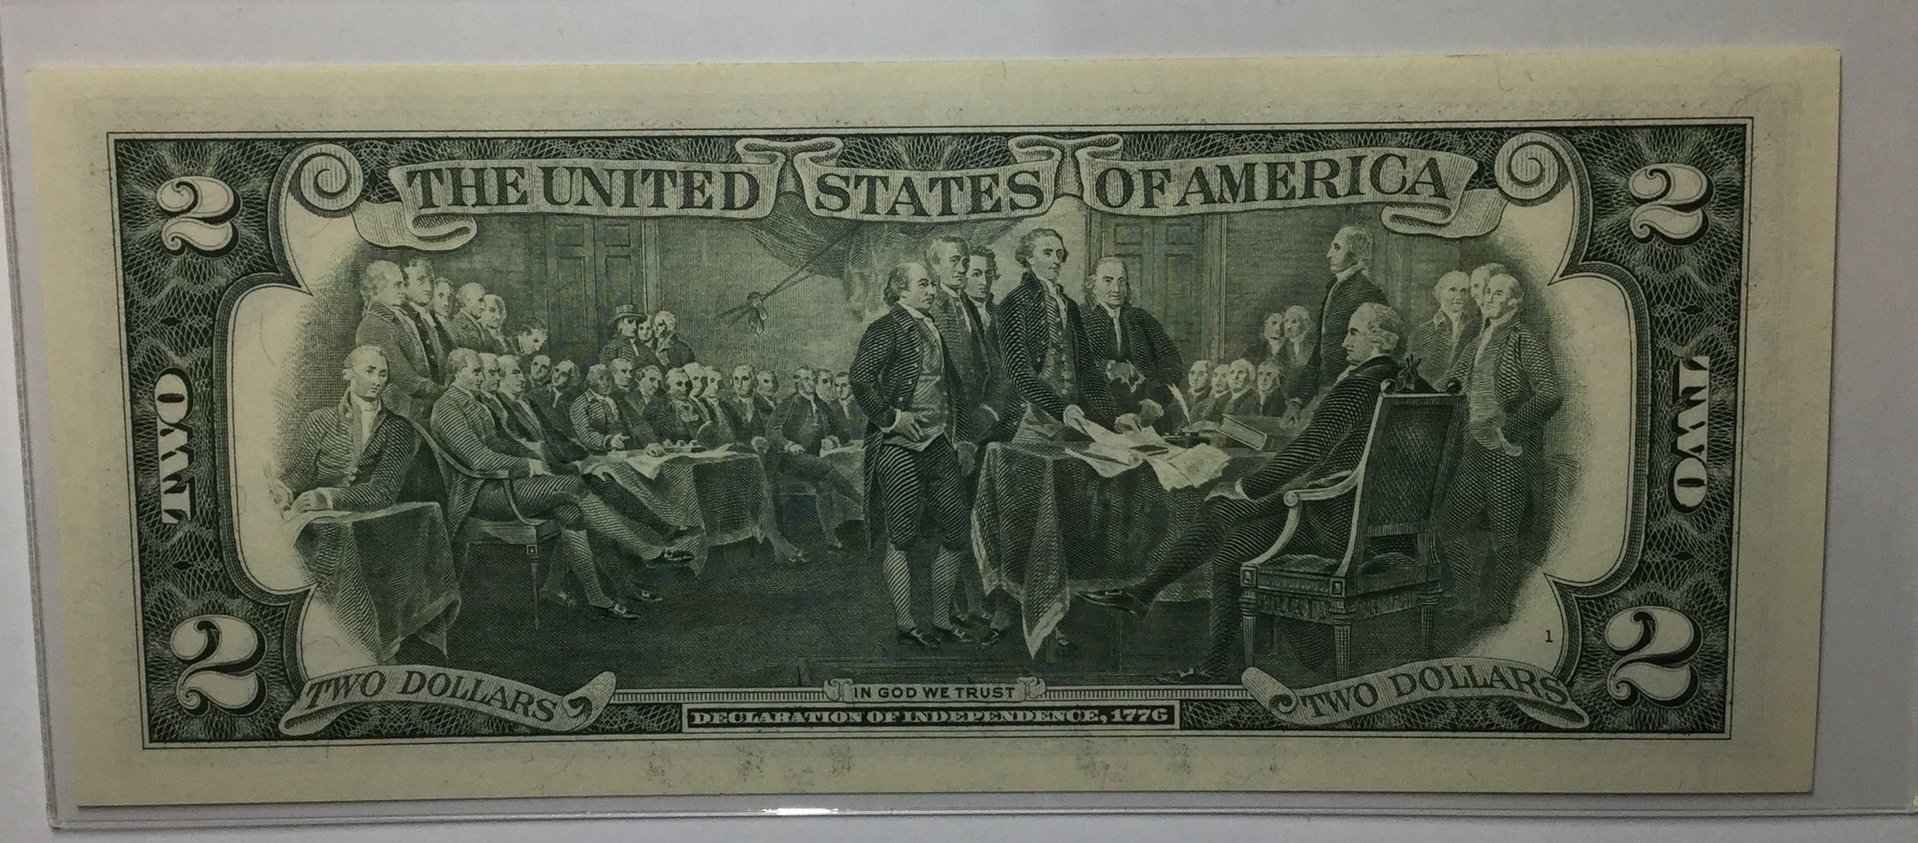 THE UNITED STATES OF AMERICA
2
2
TWO
TWO
2
2
1
TWO DOLLARS
IN GOD WE TRUST
TWO DOLLARS
DECLARATION OF INDEPENDENCE, 1776